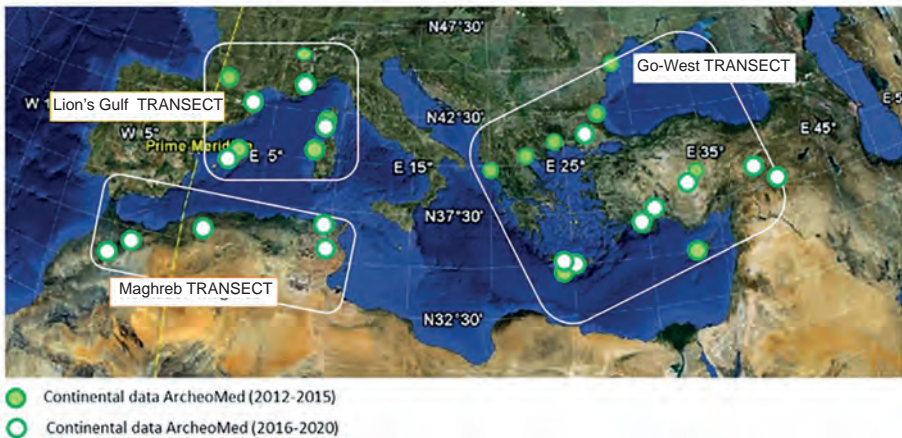 N47°30'
Go-West TRANSECT
Lion's Gulf TRANSECT
W 1
W 5°
Prime Meridian
E 5°
N42°30'
E 15°
E 25°
E 35°
E 45°
E 5
N37°30'
Maghreb TRANSECT
N32°30'
Continental data ArcheoMed (2012-2015)
Continental data ArcheoMed (2016-2020)